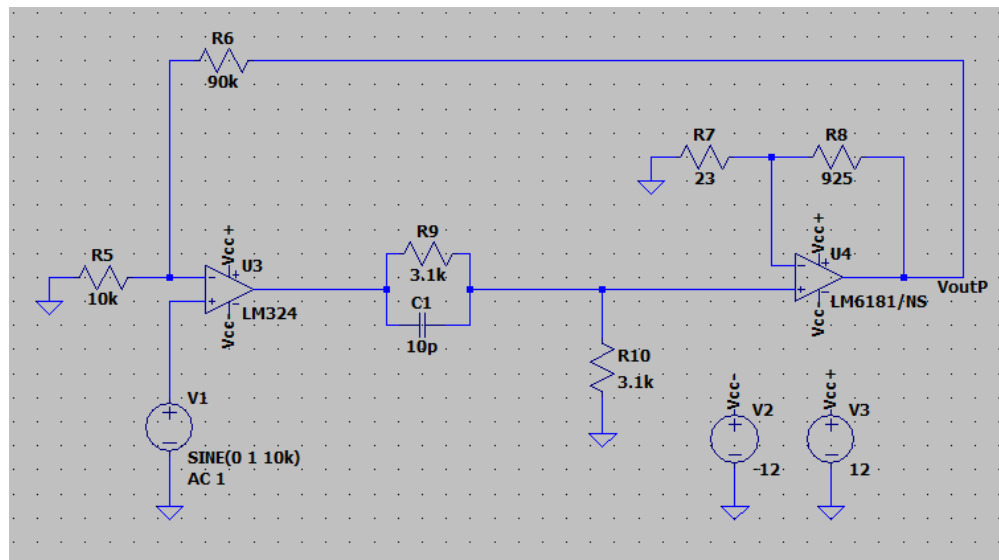 R6
90k
R7
23
R8
925
R5
10k
Vcc+
U3
LM324
Vcc-
R9
3.1k
C1
10p
Vcc+
U4
LM6181/NS
Vcc-
VoutP
R10
3.1k
V1
SINE(0 1 10k)
AC 1
Vcc-
V2
-12
Vcc+
V3
12